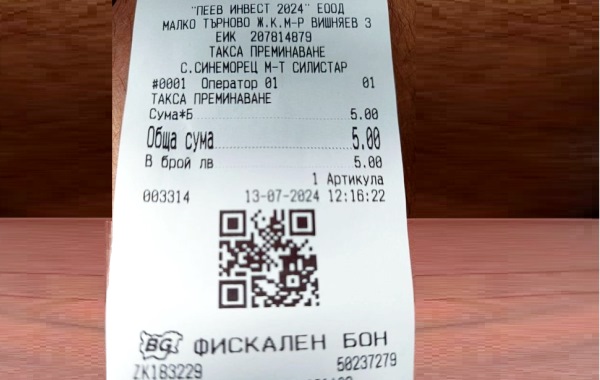 "ПЕЕВ ИНВЕСТ 2024" ЕООД
МАЛКО ТЪРНОВО Ж.К.М-Р ВИШНЯЕВ 3
ЕИК 207814879
ТАКСА ПРЕМИНАВАНЕ
С.СИНЕМОРЕЦ М-Т СИЛИСТАР
#0001 Оператор 01 01
ТАКСА ПРЕМИНАВАНЕ
Сума*Б 5.00
Обща сума 5.00
В брой лв 5.00
1 Артикула
003314 13-07-2024 12:16:22
BG ФИСКАЛЕН БОН
ZK183229 50237279